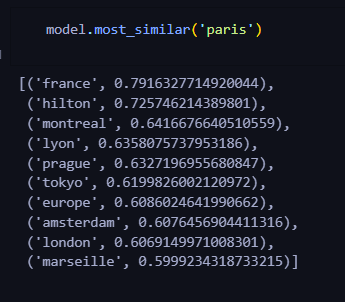 model.most_similar('paris')
[('france', 0.7916327714920044),
('hilton', 0.725746214389801),
('montreal', 0.6416676640510559),
('lyon', 0.6358075737953186),
('prague', 0.6327196955680847),
('tokyo', 0.6199826002120972),
('europe', 0.6086024641990662),
('amsterdam', 0.6076456904411316),
('london', 0.6069149971008301),
('marseille', 0.5999234318733215)]